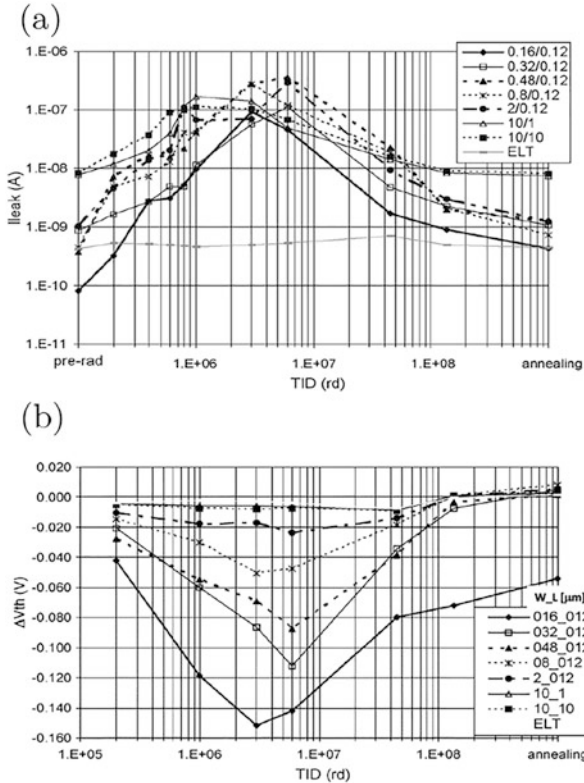 (a)
1.E-06
1.E-07
1.E-08
1.E-09
1.E-10
1.E-11
Ileak (A)
0.16/0.12
0.32/0.12
0.48/0.12
0.8/0.12
2/0.12
10/1
10/10
ELT
pre-rad
1.E+06
1.E+07
1.E+08
annealing
TID (rd)
(b)
0.020
0.000
-0.020
-0.040
-0.060
-0.080
-0.100
-0.120
-0.140
-0.160
ΔVth (V)
W_L [µm]
016_012
032_012
048_012
08_012
2_012
10_1
10_10
ELT
1.E+05
1.E+06
1.E+07
1.E+08
annealing
TID (rd)